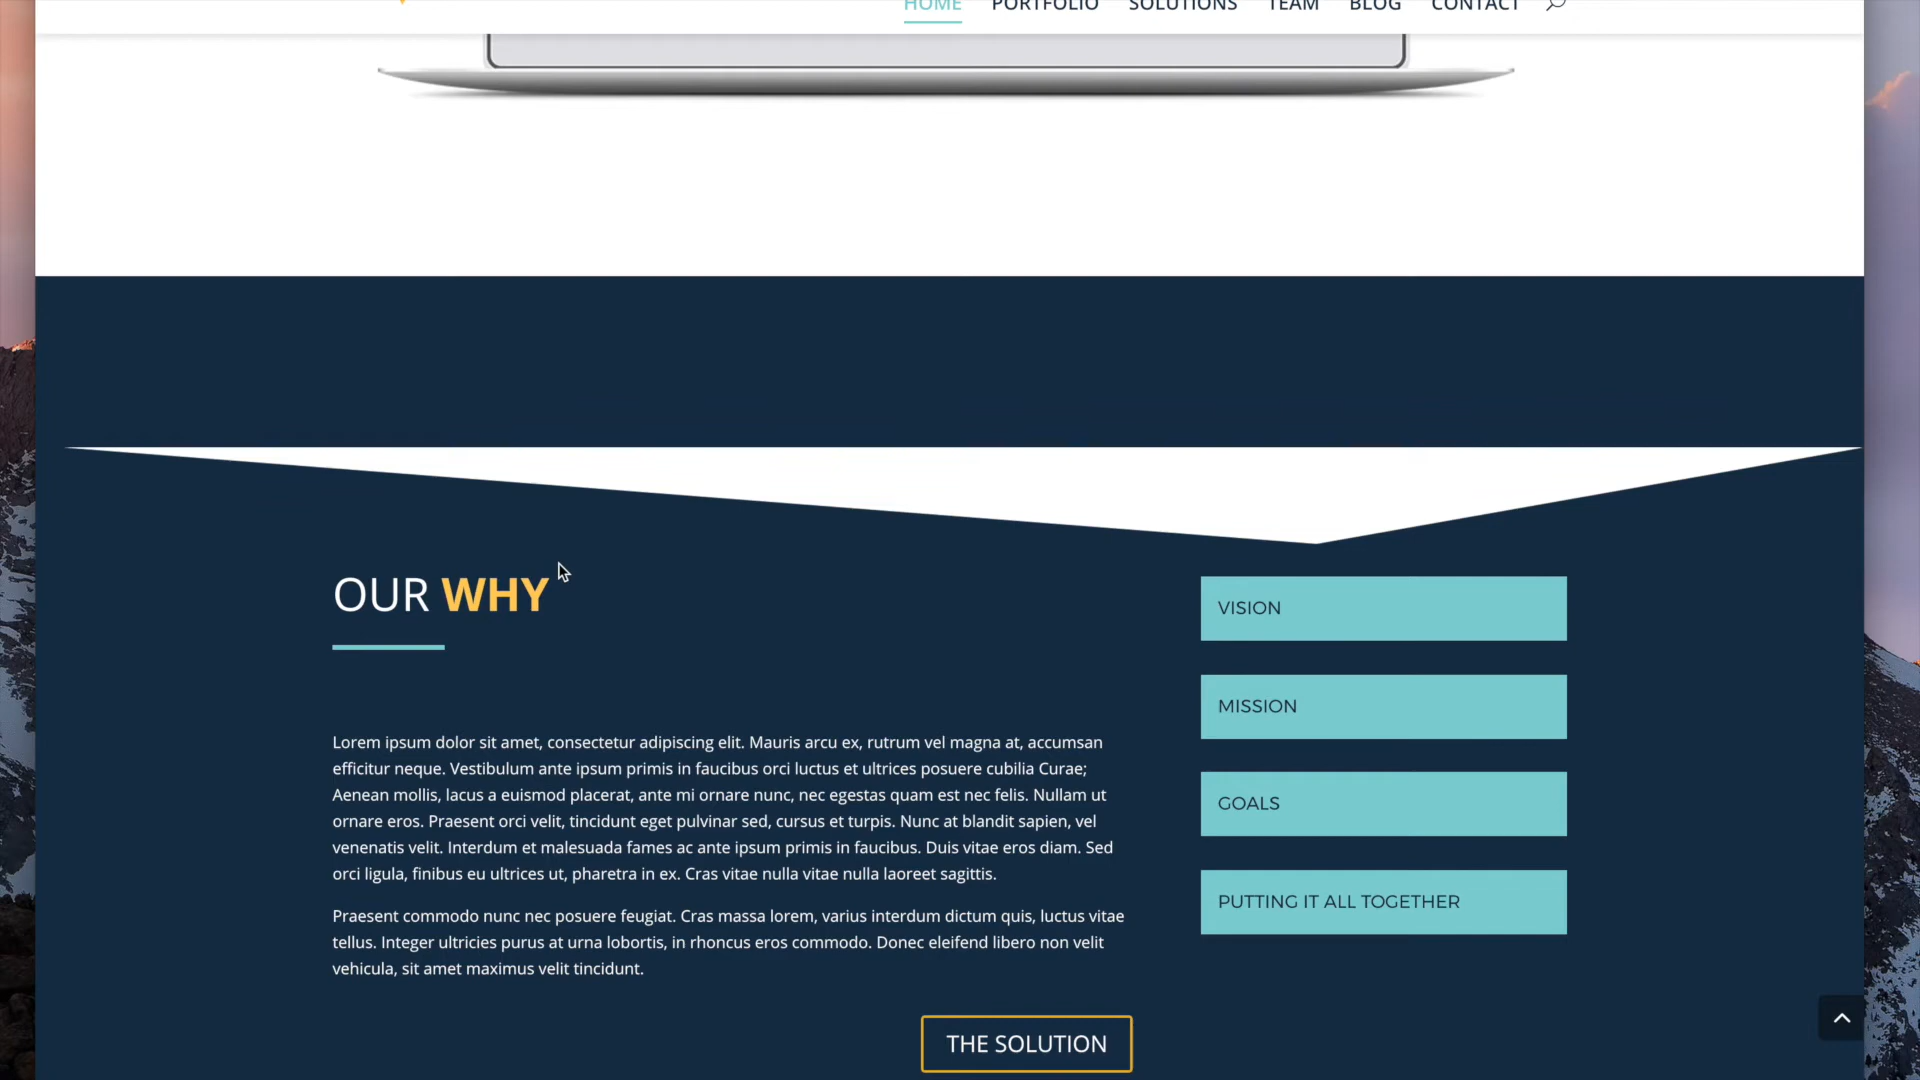 HOME PORTFOLIO SOLUTIONS TEAM BLOG CONTACT
OUR WHY
Lorem ipsum dolor sit amet, consectetur adipiscing elit. Mauris arcu ex, rutrum vel magna at, accumsan
efficitur neque. Vestibulum ante ipsum primis in faucibus orci luctus et ultrices posuere cubilia Curae;
Aenean mollis, lacus a euismod placerat, ante mi ornare nunc, nec egestas quam est nec felis. Nullam ut
ornare eros. Praesent orci velit, tincidunt eget pulvinar sed, cursus et turpis. Nunc at blandit sapien, vel
venenatis velit. Interdum et malesuada fames ac ante ipsum primis in faucibus. Duis vitae eros diam. Sed
orci ligula, finibus eu ultrices ut, pharetra in ex. Cras vitae nulla vitae nulla laoreet sagittis.
Praesent commodo nunc nec posuere feugiat. Cras massa lorem, varius interdum dictum quis, luctus vitae
tellus. Integer ultricies purus at urna lobortis, in rhoncus eros commodo. Donec eleifend libero non velit
vehicula, sit amet maximus velit tincidunt.
THE SOLUTION
VISION
MISSION
GOALS
PUTTING IT ALL TOGETHER